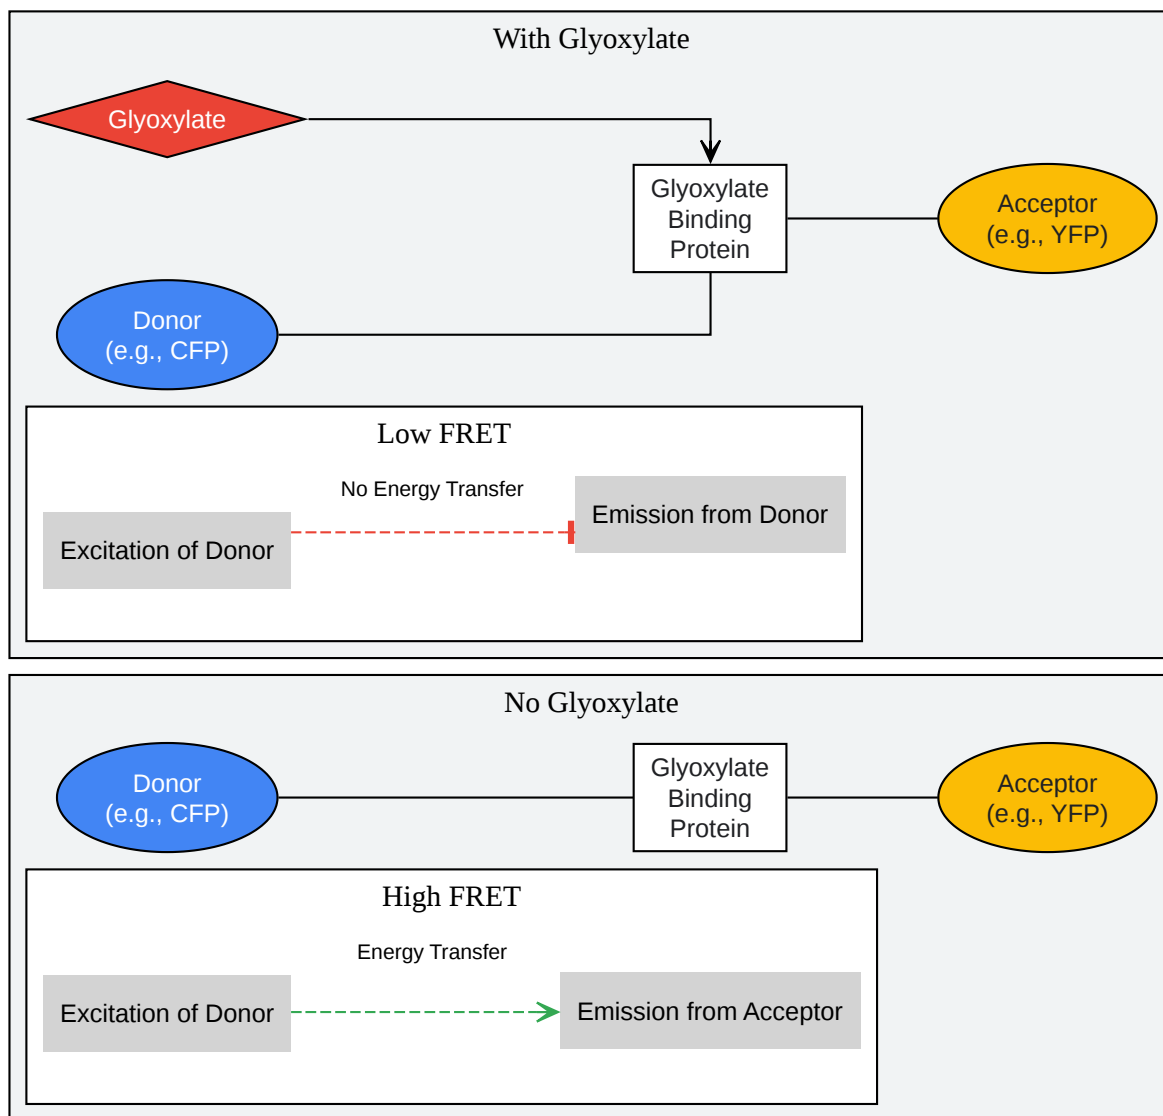 With Glyoxylate
Glyoxylate
Glyoxylate
Binding
Protein
Acceptor
(e.g., YFP)
Donor
(e.g., CFP)
Low FRET
No Energy Transfer
Excitation of Donor
Emission from Donor
No Glyoxylate
Donor
(e.g., CFP)
Glyoxylate
Binding
Protein
Acceptor
(e.g., YFP)
High FRET
Energy Transfer
Excitation of Donor
Emission from Acceptor